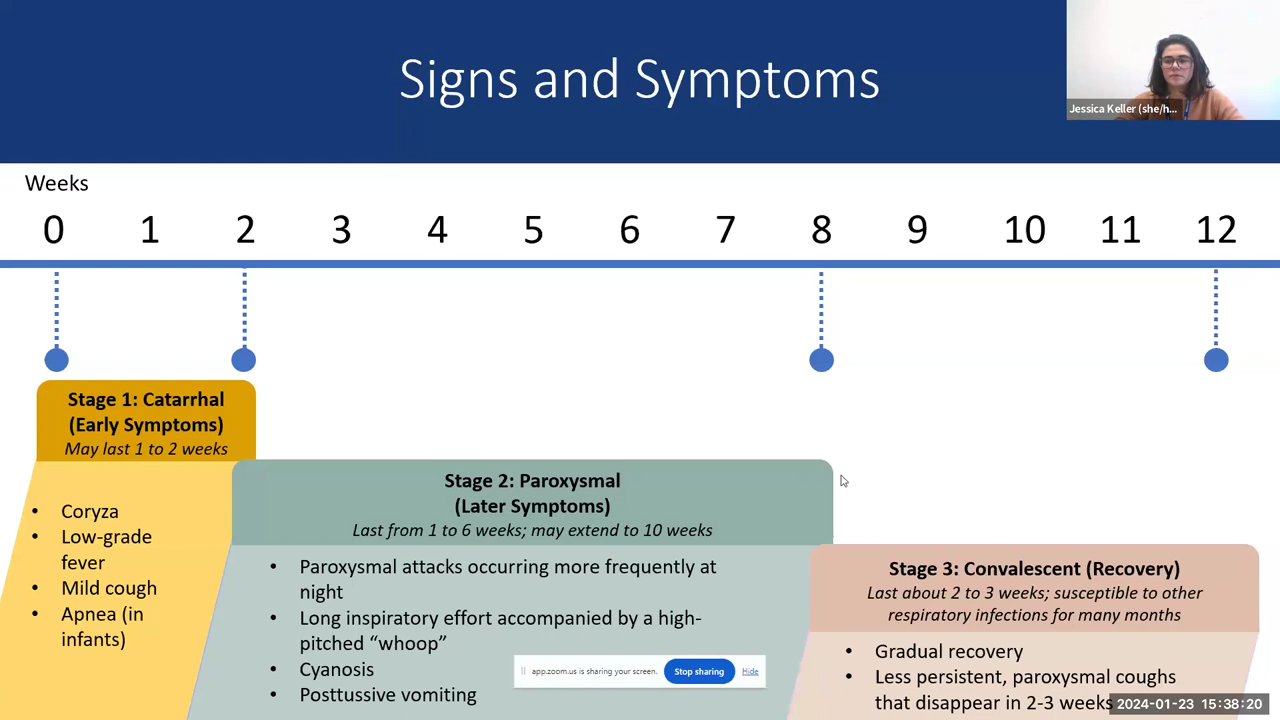 Signs and Symptoms
Jessica Keller (she/h...
Weeks
0 1 2 3 4 5 6 7 8 9 10 11 12
Stage 1: Catarrhal
(Early Symptoms)
May last 1 to 2 weeks
• Coryza
• Low-grade
fever
• Mild cough
• Apnea (in
infants)
Stage 2: Paroxysmal
(Later Symptoms)
Last from 1 to 6 weeks; may extend to 10 weeks
• Paroxysmal attacks occurring more frequently at
night
• Long inspiratory effort accompanied by a high-
pitched “whoop”
• Cyanosis
• Posttussive vomiting
Stage 3: Convalescent (Recovery)
Last about 2 to 3 weeks; susceptible to other
respiratory infections for many months
• Gradual recovery
• Less persistent, paroxysmal coughs
that disappear in 2-3 weeks
app.zoom.us is sharing your screen. Stop sharing Hide
2024-01-23 15:38:20